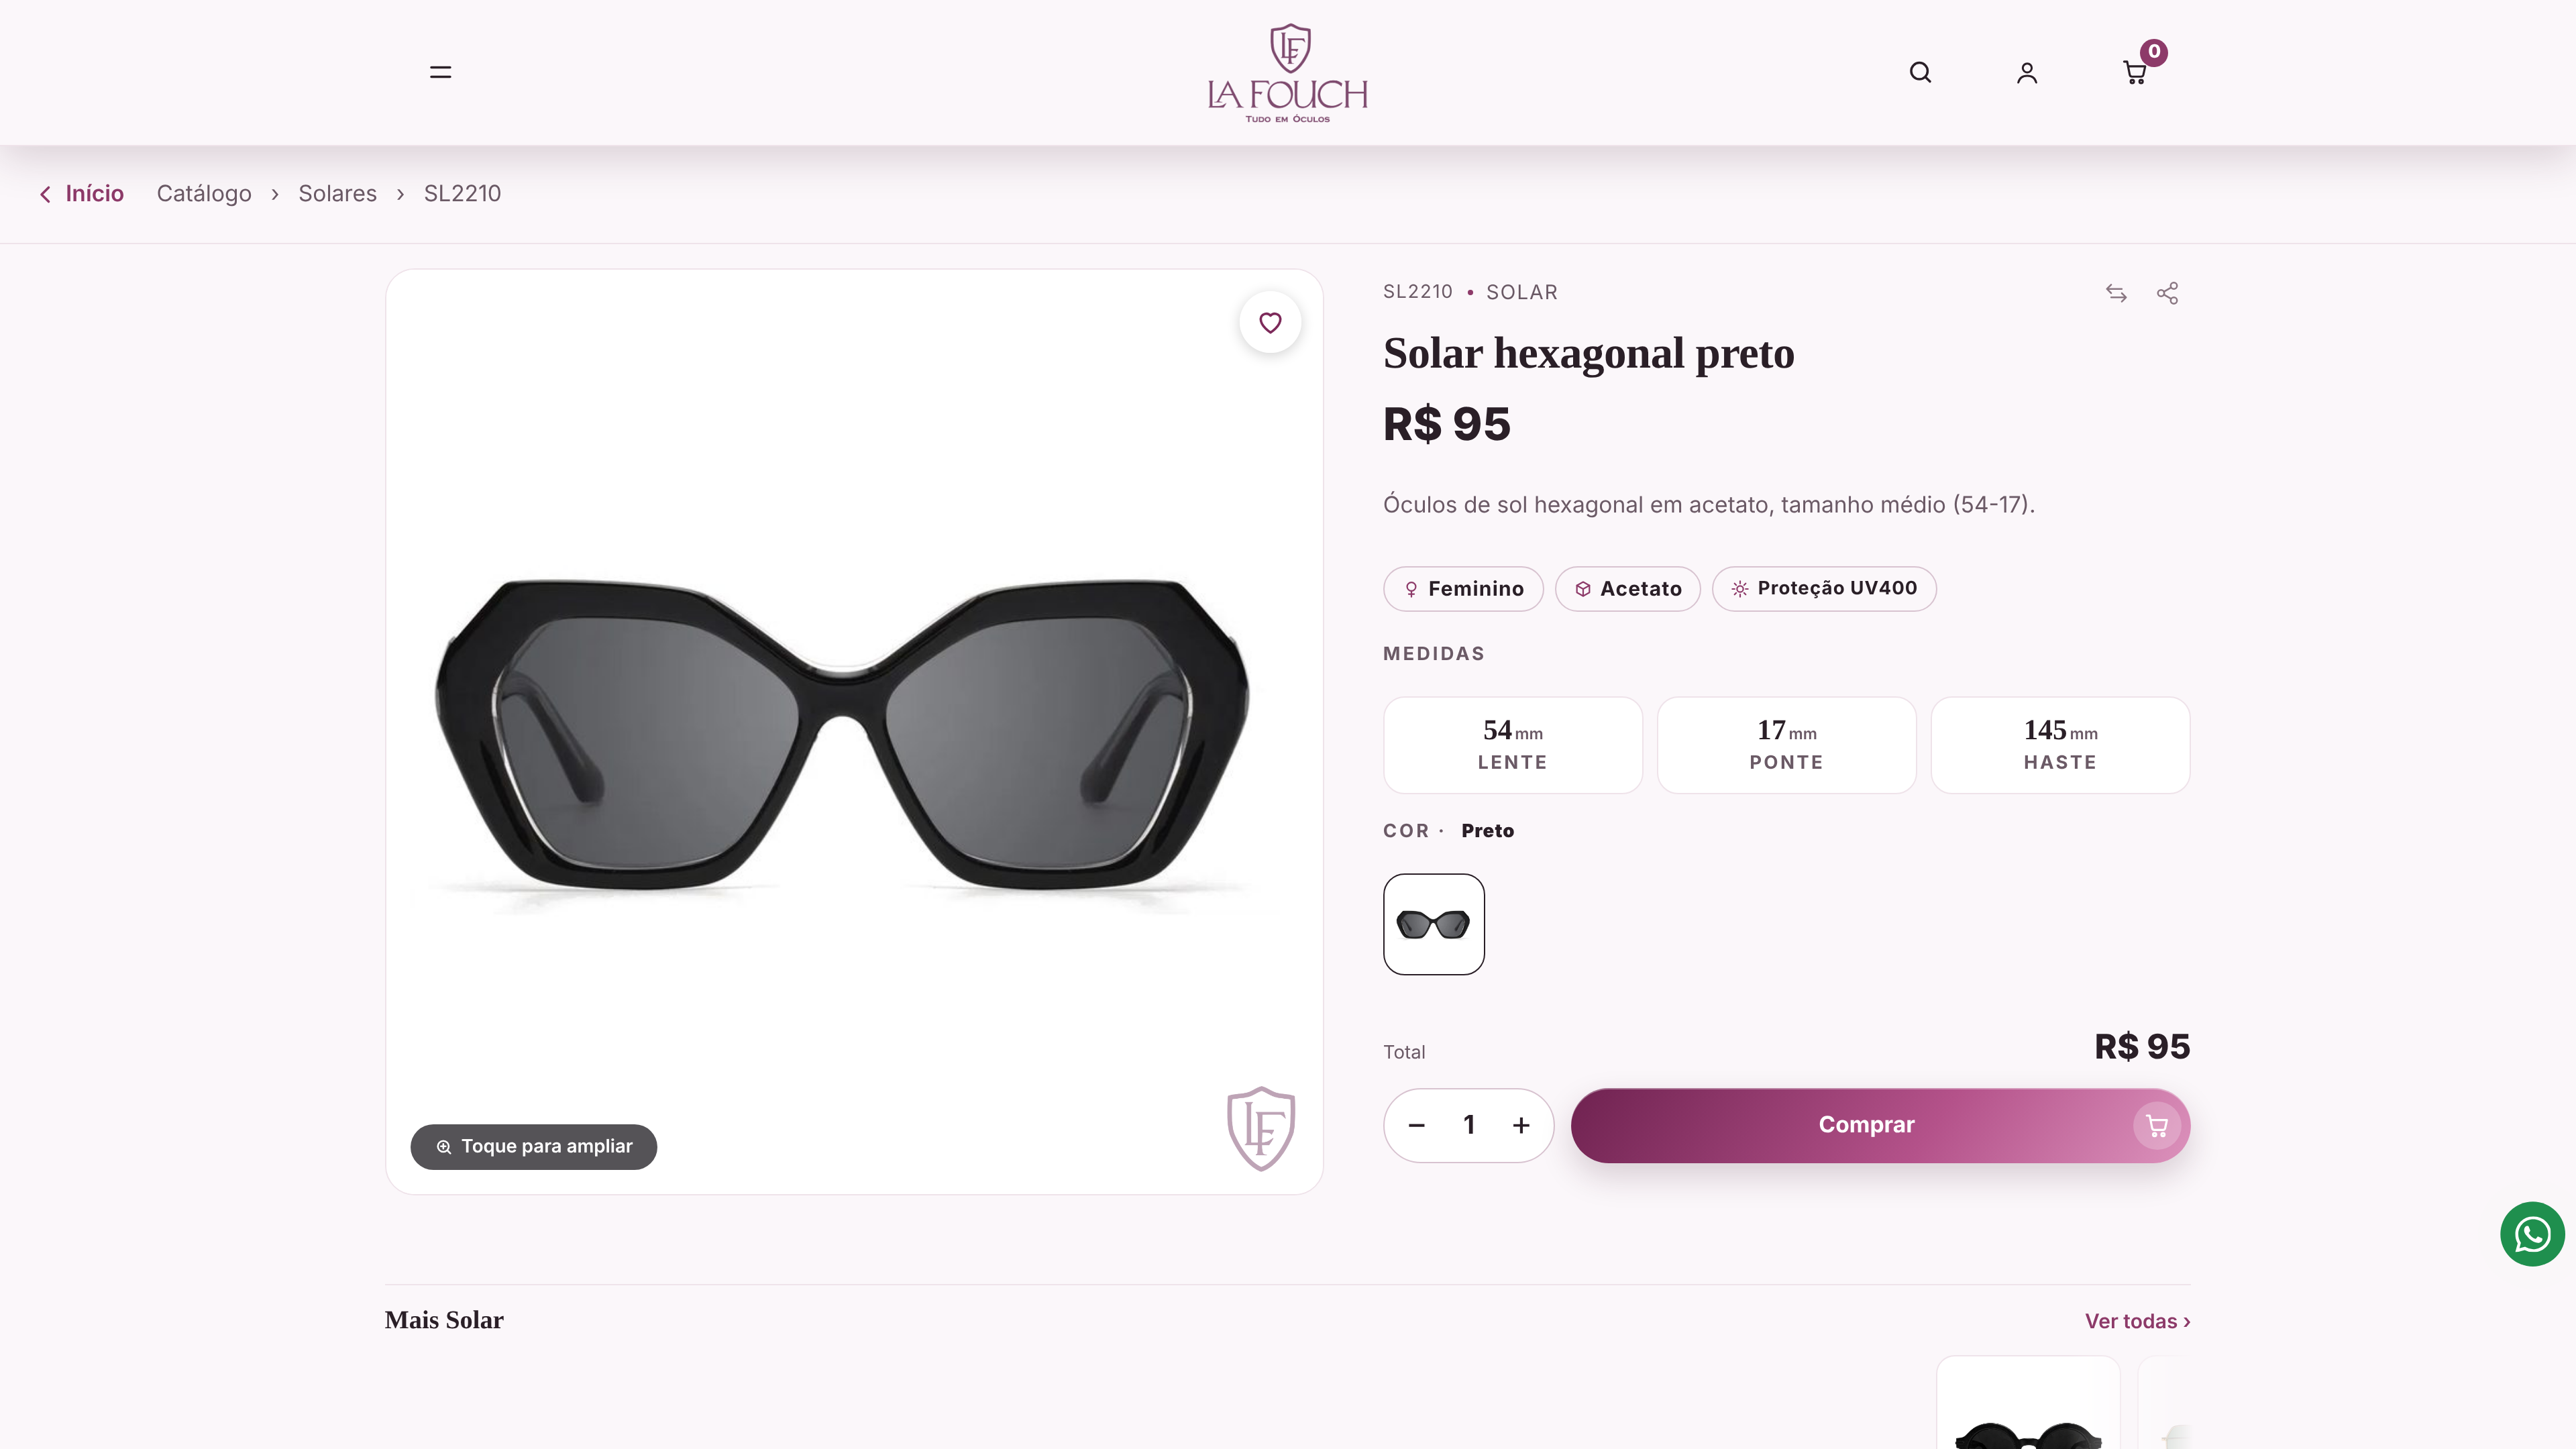 LF
LA FOUCH
TUDO EM ÓCULOS
0
Início Catálogo › Solares › SL2210
SL2210 • SOLAR
Solar hexagonal preto
R$ 95
Óculos de sol hexagonal em acetato, tamanho médio (54-17).
Feminino Acetato Proteção UV400
MEDIDAS
54 mm 17 mm 145 mm
LENTE PONTE HASTE
COR · Preto
Total R$ 95
− 1 + Comprar
Toque para ampliar
LF
Mais Solar Ver todas ›